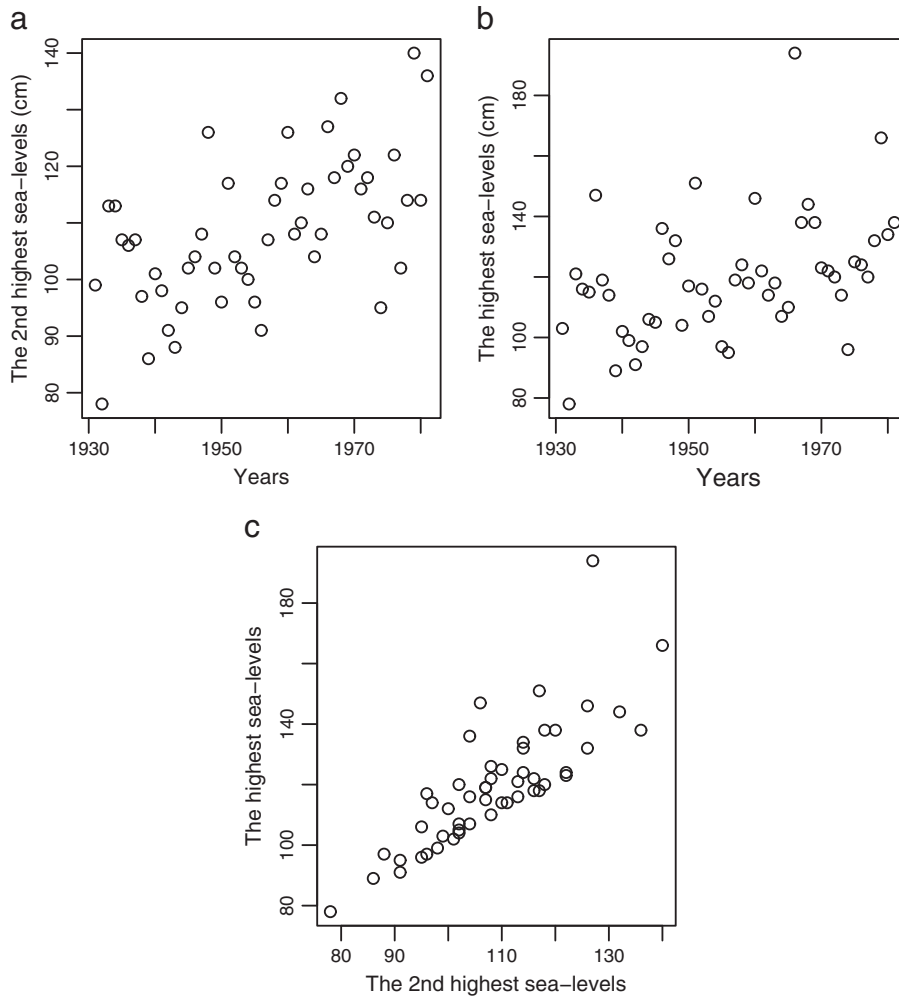 a
The 2nd highest sea−levels (cm)
140
120
100
90
80
1930
1950
1970
Years
b
The highest sea−levels (cm)
180
140
100
80
1930
1950
1970
Years
c
The highest sea−levels
180
140
100
80
80
90
110
130
The 2nd highest sea−levels